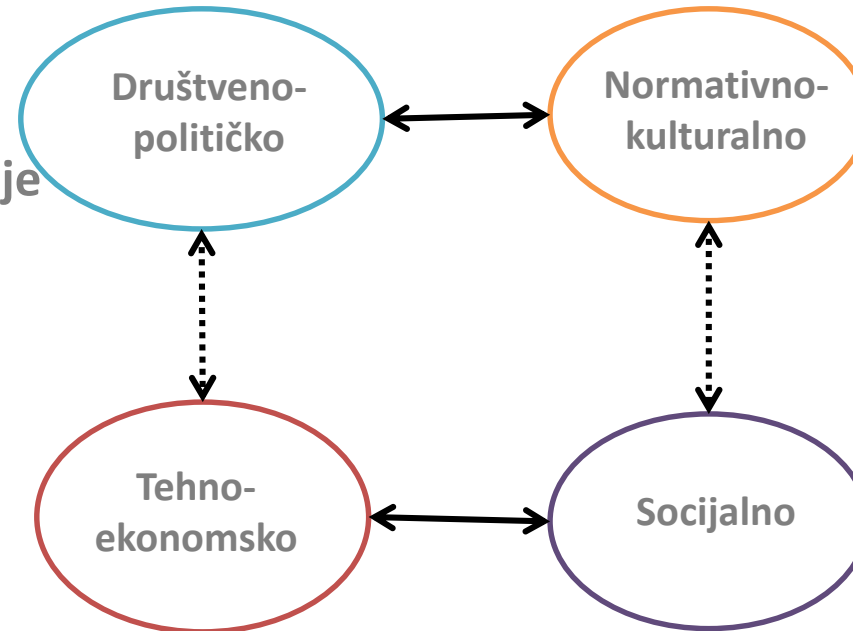 Društveno-
političko
Normativno-
kulturalno
je
Tehno-
ekonomsko
Socijalno